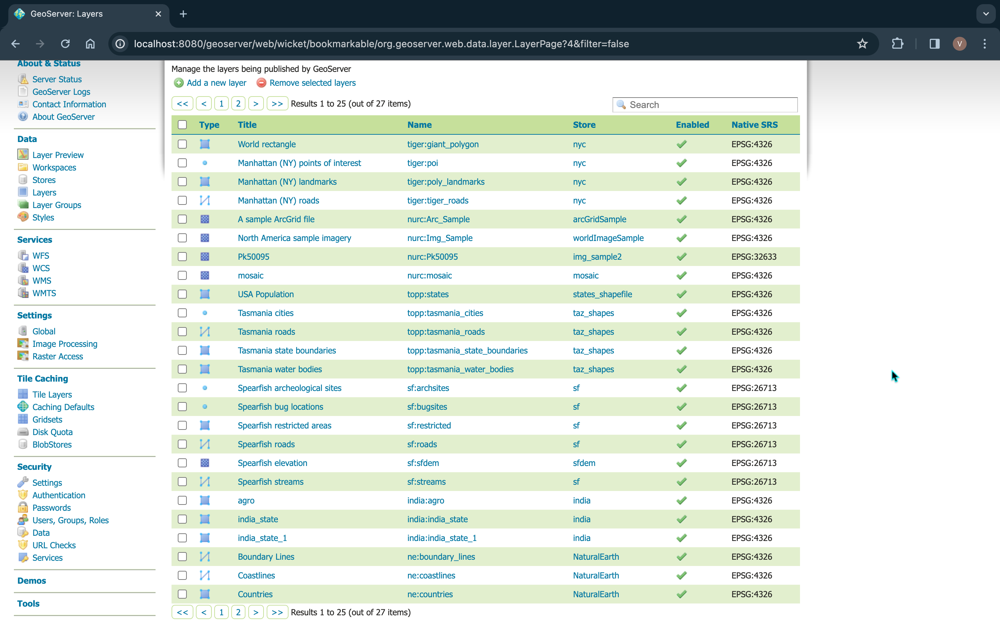 GeoServer: Layers
localhost:8080/geoserver/web/wicket/bookmarkable/org.geoserver.web.data.layer.LayerPage?4&filter=false
V
About & Status
Server Status
GeoServer Logs
Contact Information
About GeoServer
Data
Layer Preview
Workspaces
Stores
Layers
Layer Groups
Styles
Services
WFS
WCS
WMS
WMTS
Settings
Global
Image Processing
Raster Access
Tile Caching
Tile Layers
Caching Defaults
Gridsets
Disk Quota
BlobStores
Security
Settings
Authentication
Passwords
Users, Groups, Roles
Data
URL Checks
Services
Demos
Tools
Manage the layers being published by GeoServer
Add a new layer Remove selected layers
<< < 1 2 > >> Results 1 to 25 (out of 27 items) Search
Type Title Name Store Enabled Native SRS
World rectangle tiger:giant_polygon nyc EPSG:4326
Manhattan (NY) points of interest tiger:poi nyc EPSG:4326
Manhattan (NY) landmarks tiger:poly_landmarks nyc EPSG:4326
Manhattan (NY) roads tiger:tiger_roads nyc EPSG:4326
A sample ArcGrid file nurc:Arc_Sample arcGridSample EPSG:4326
North America sample imagery nurc:Img_Sample worldImageSample EPSG:4326
Pk50095 nurc:Pk50095 img_sample2 EPSG:32633
mosaic nurc:mosaic mosaic EPSG:4326
USA Population topp:states states_shapefile EPSG:4326
Tasmania cities topp:tasmania_cities taz_shapes EPSG:4326
Tasmania roads topp:tasmania_roads taz_shapes EPSG:4326
Tasmania state boundaries topp:tasmania_state_boundaries taz_shapes EPSG:4326
Tasmania water bodies topp:tasmania_water_bodies taz_shapes EPSG:4326
Spearfish archeological sites sf:archsites sf EPSG:26713
Spearfish bug locations sf:bugsites sf EPSG:26713
Spearfish restricted areas sf:restricted sf EPSG:26713
Spearfish roads sf:roads sf EPSG:26713
Spearfish elevation sf:sfdem sfdem EPSG:26713
Spearfish streams sf:streams sf EPSG:26713
agro india:agro india EPSG:4326
india_state india:india_state india EPSG:4326
india_state_1 india:india_state_1 india EPSG:4326
Boundary Lines ne:boundary_lines NaturalEarth EPSG:4326
Coastlines ne:coastlines NaturalEarth EPSG:4326
Countries ne:countries NaturalEarth EPSG:4326
<< < 1 2 > >> Results 1 to 25 (out of 27 items)